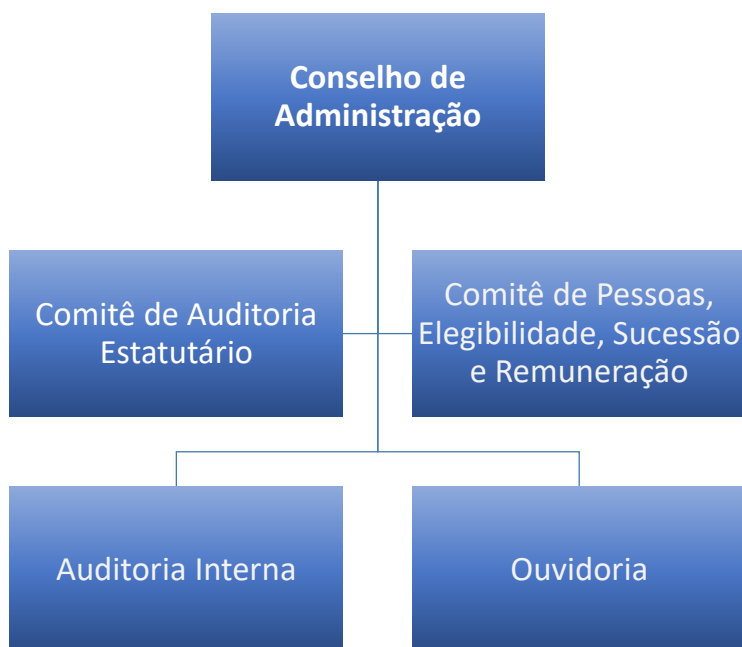 Conselho de
Administração
Comitê de Auditoria
Estatutário
Comitê de Pessoas,
Elegibilidade, Sucessão
e Remuneração
Auditoria Interna
Ouvidoria